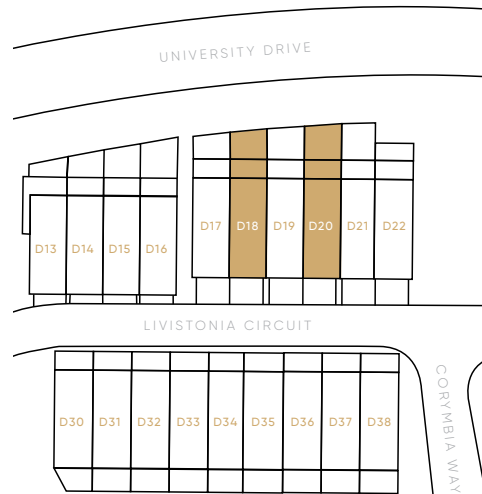 UNIVERSITY DRIVE
D17 D18 D19 D20 D21 D22
D13 D14 D15 D16
LIVISTONIA CIRCUIT
CORYMBIA WAY
D30 D31 D32 D33 D34 D35 D36 D37 D38